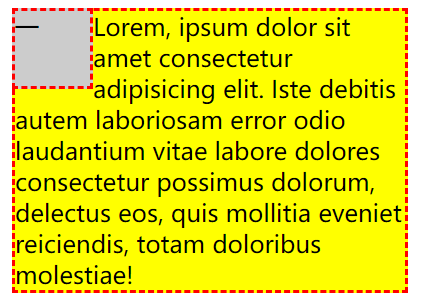 一
Lorem, ipsum dolor sit
amet consectetur
adipisicing elit. Iste debitis
autem laboriosam error odio
laudantium vitae labore dolores
consectetur possimus dolorum,
delectus eos, quis mollitia eveniet
reiciendis, totam doloribus
molestiae!